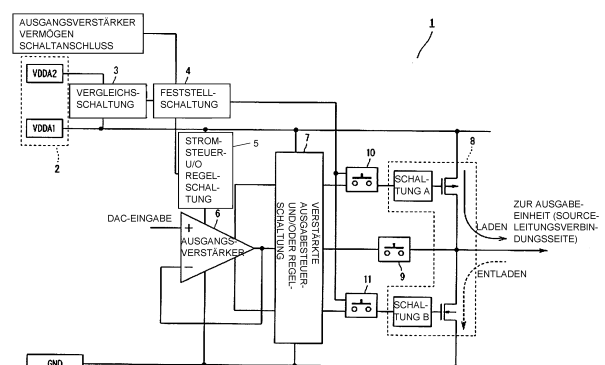 AUSGANGSVERSTÄRKER
VERMÖGEN
SCHALTANSCHLUSS
1
VDDA2
3
4
VERGLEICHS-
SCHALTUNG
FESTSTELL-
SCHALTUNG
VDDA1
2
STROM-
STEUER-
U/O
REGEL-
SCHAL-
TUNG
5
7
10
8
SCHAL-
TUNG A
ZUR AUSGABE-
EINHEIT (SOURCE-
LEITUNGSVERBIN-
DUNGSSEITE)
LADEN
DAC-EINGABE
6
+
AUSGANGS-
VERSTÄRKER
−
VERSTÄRKTE
AUSGABESTEUER-
UND/ODER REGEL-
SCHALTUNG
9
ENTLADEN
11
SCHAL-
TUNG B
GND